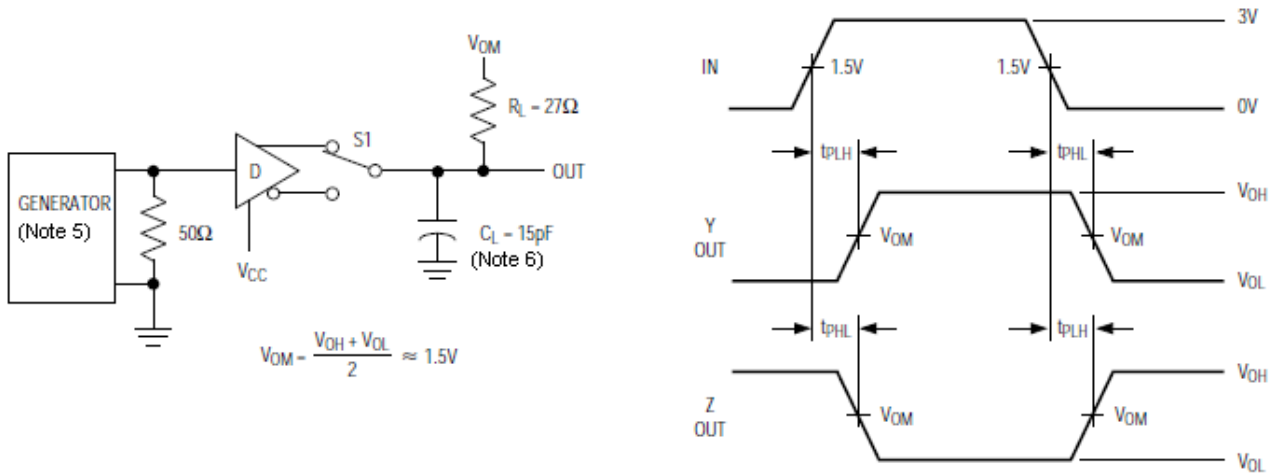 GENERATOR
(Note 5)
50Ω
D
VCC
S1
VOM
RL = 27Ω
OUT
CL = 15pF
(Note 6)
VOM = VOH + VOL / 2 ≈ 1.5V
IN
1.5V
1.5V
3V
0V
tPLH
tPHL
Y
OUT
VOM
VOM
VOH
VOL
tPHL
tPLH
Z
OUT
VOM
VOM
VOH
VOL